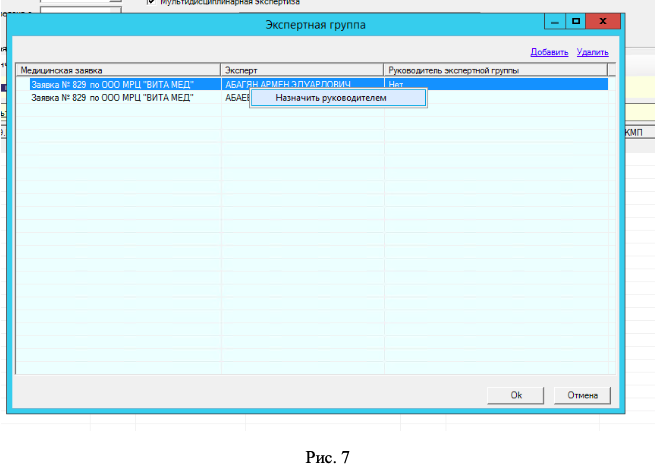 Мультидисциплинарная экспертиза
Экспертная группа
Добавить Удалить
Медицинская заявка Эксперт Руководитель экспертной группы
Заявка № 829 по ООО МРЦ "ВИТА МЕД" АБАГЯН АРМЕН ЭДУАРДОВИЧ Нет
Заявка № 829 по ООО МРЦ "ВИТА МЕД"
Назначить руководителем
КМП
Ok Отмена
Рис. 7